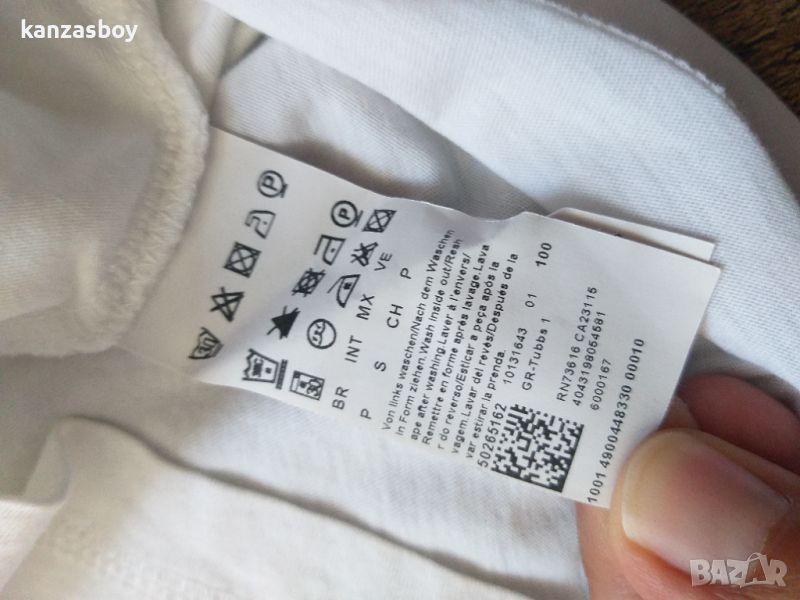 kanzasboy
BR INT MX VE
P S CH P
Von links waschen/Nach dem Waschen
in Form ziehen.Wash inside out/Resh
ape after washing.Laver à l'envers/
Remettre en forme après lavage.Lava
r do reverso/Esticar a peça após la
vagem.Lavar del revés/Después de la
var estirar la prenda.
50265162 10131643 01 100
GR-Tubbs 1
RN73616 CA23115
4043198054581
6000167
1001 4900448330 00010
BAZAR